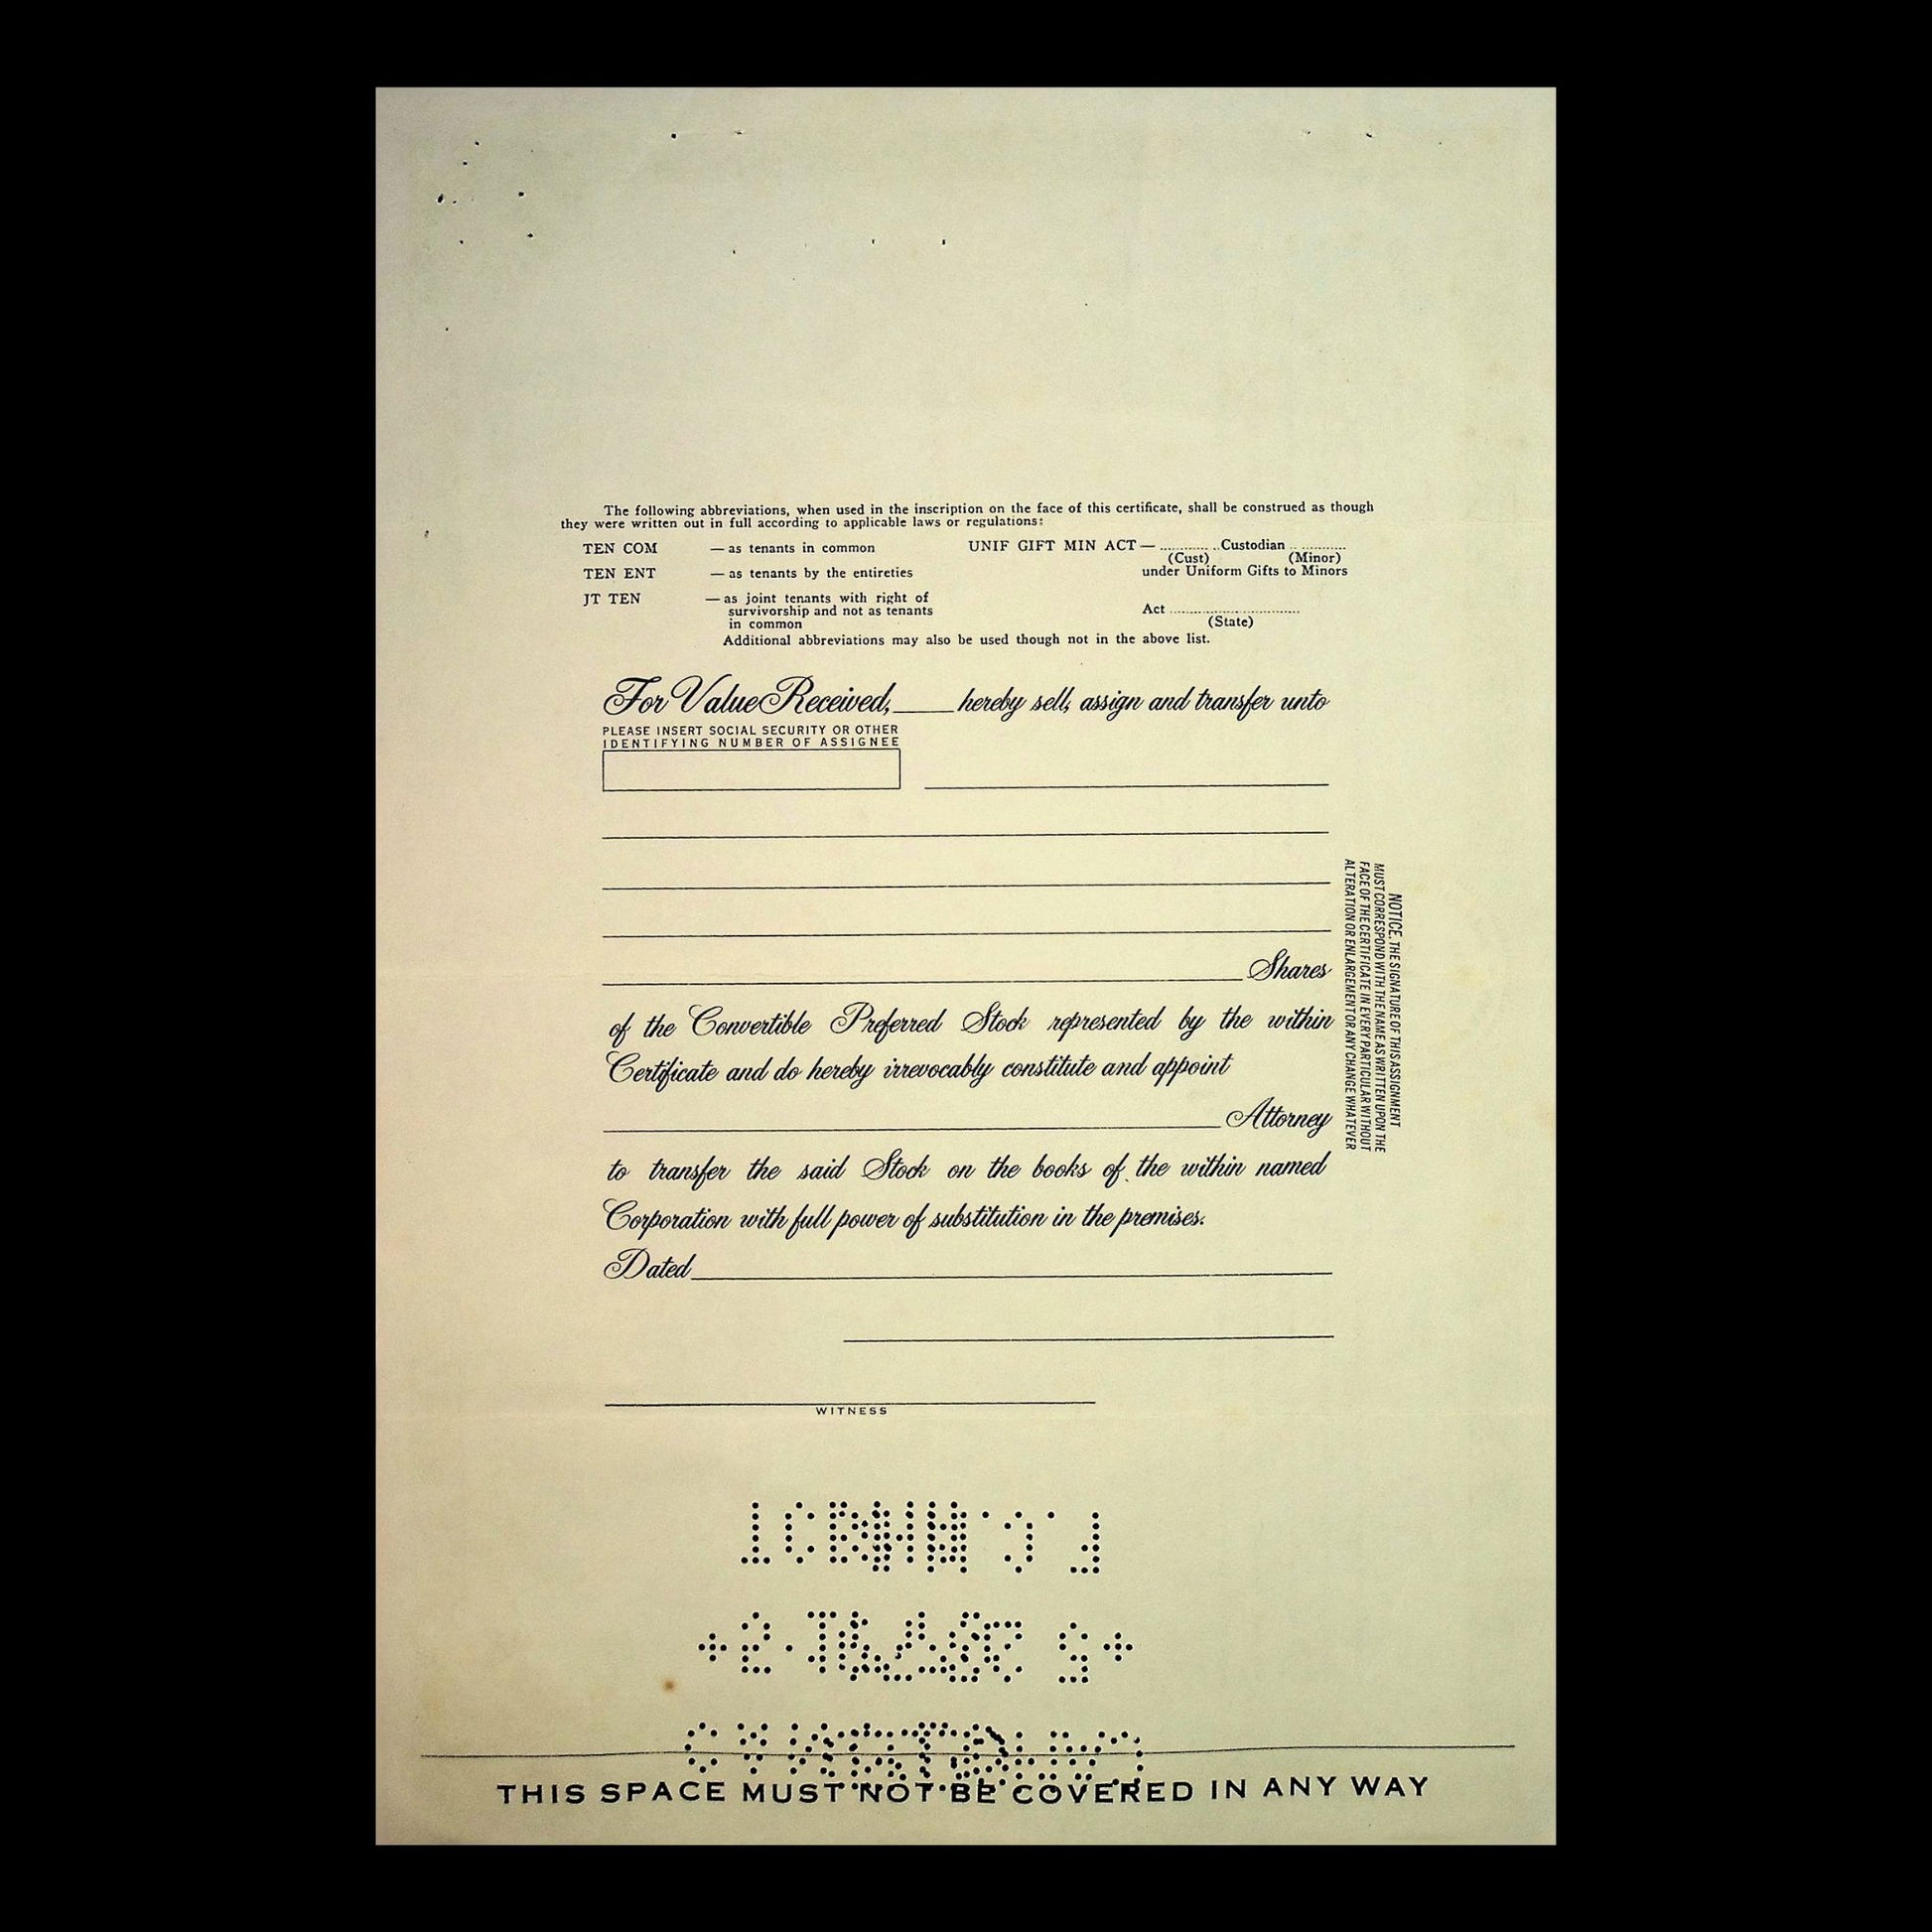 The following abbreviations, when used in the inscription on the face of this certificate, shall be construed as though
they were written out in full according to applicable laws or regulations:
TEN COM — as tenants in common UNIF GIFT MIN ACT — ............ ..Custodian .. ............
(Cust) (Minor)
TEN ENT — as tenants by the entireties under Uniform Gifts to Minors
JT TEN — as joint tenants with right of
survivorship and not as tenants Act ..................................
in common (State)
Additional abbreviations may also be used though not in the above list.
For Value Received, ____ hereby sell, assign and transfer unto
PLEASE INSERT SOCIAL SECURITY OR OTHER
IDENTIFYING NUMBER OF ASSIGNEE
Shares
of the Convertible Preferred Stock represented by the within
Certificate and do hereby irrevocably constitute and appoint
Attorney
to transfer the said Stock on the books of the within named
Corporation with full power of substitution in the premises.
Dated
WITNESS
NOTICE. THE SIGNATURE OF THIS ASSIGNMENT
MUST CORRESPOND WITH THE NAME AS WRITTEN UPON THE
FACE OF THE CERTIFICATE IN EVERY PARTICULAR WITHOUT
ALTERATION OR ENLARGEMENT OR ANY CHANGE WHATEVER
THIS SPACE MUST NOT BE COVERED IN ANY WAY